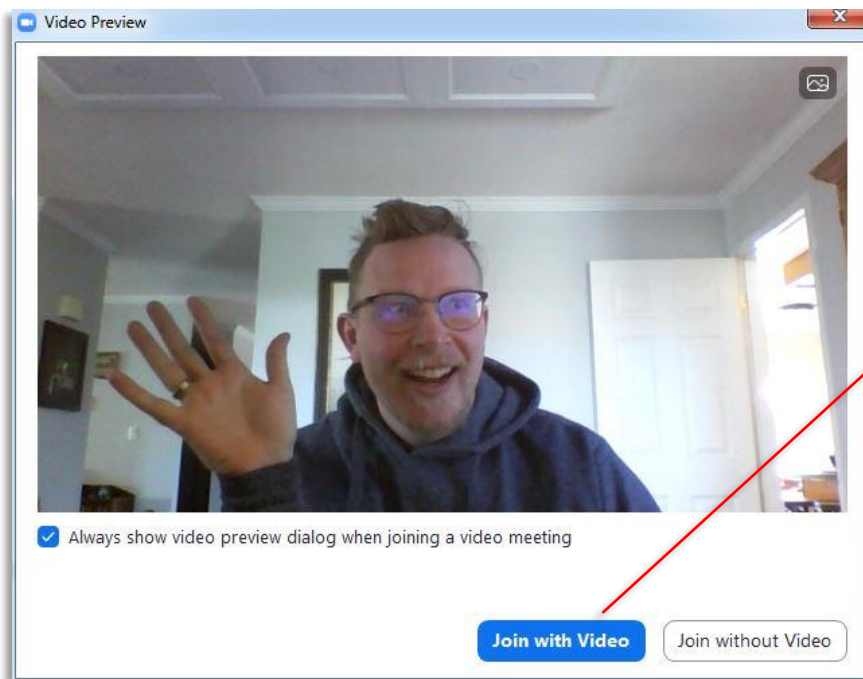 Video Preview
Always show video preview dialog when joining a video meeting
Join with Video
Join without Video